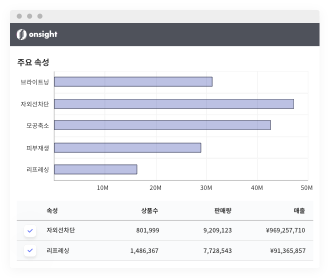 onsight
주요 속성
브라이트닝
자외선차단
모공축소
피부재생
리프레싱
10M 20M 30M 40M 50M
속성 상품수 판매량 매출
자외선차단 801,999 9,209,123 ¥969,257,710
리프레싱 1,486,367 7,728,543 ¥91,365,857